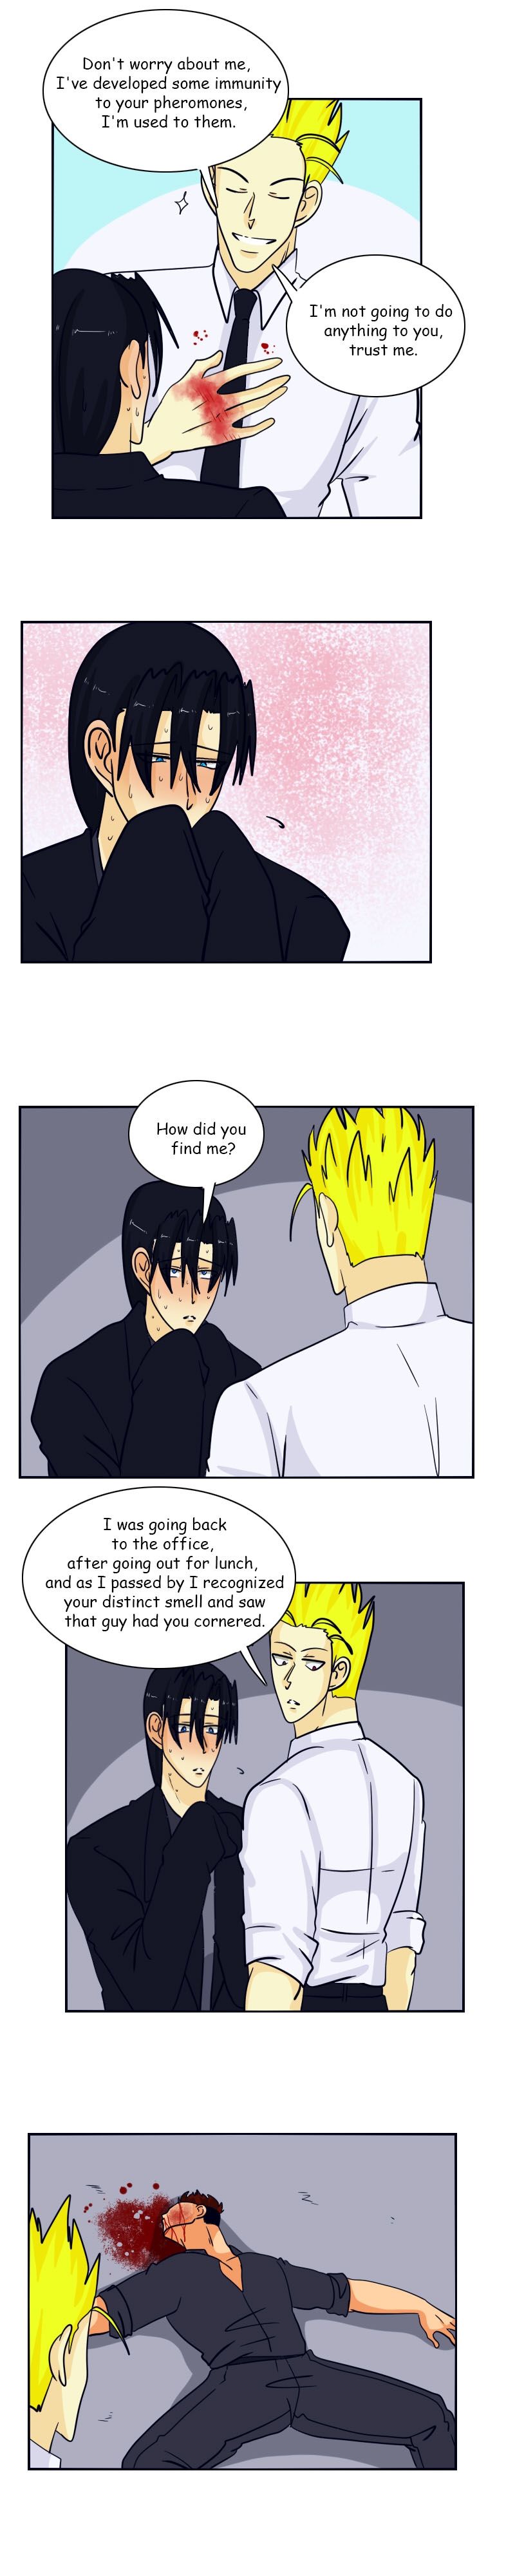 Don't worry about me,
I've developed some immunity
to your pheromones,
I'm used to them.
I'm not going to do
anything to you,
trust me.
How did you
find me?
I was going back
to the office,
after going out for lunch,
and as I passed by I recognized
your distinct smell and saw
that guy had you cornered.